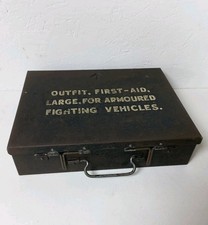 OUTFIT, FIRST-AID,
LARGE, FOR ARMOURED
FIGHTING VEHICLES.